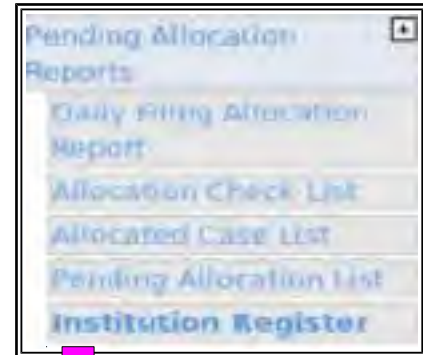 Pending Allocation
Reports
Daily Filing Allocation
Report
Allocation Check List
Allocated Case List
Pending Allocation List
Institution Register